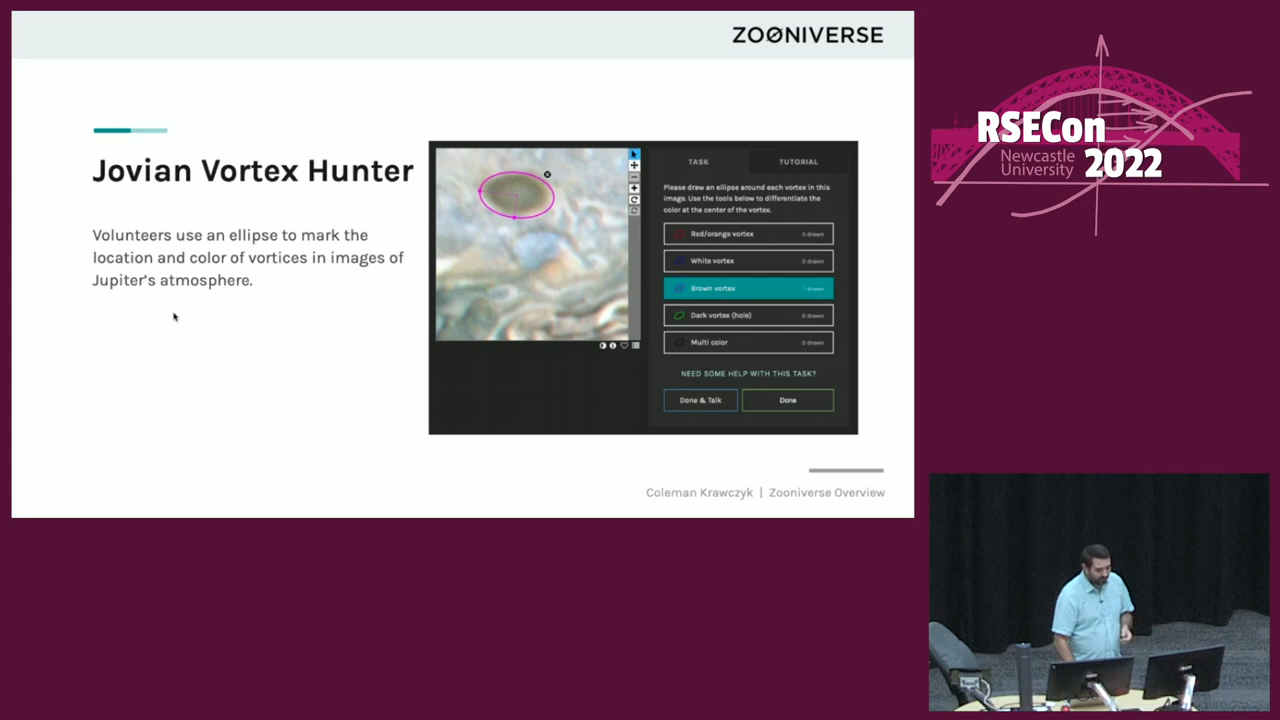 ZOØNIVERSE
Jovian Vortex Hunter
Volunteers use an ellipse to mark the
location and color of vortices in images of
Jupiter's atmosphere.
TASK
TUTORIAL
Please draw an ellipse around each vortex in this
image. Use the tools below to differentiate the
color at the center of the vortex.
Red/orange vortex 0 drawn
White vortex 0 drawn
Brown vortex 1 drawn
Dark vortex (hole) 0 drawn
Multi color 0 drawn
NEED SOME HELP WITH THIS TASK?
Done & Talk
Done
Coleman Krawczyk | Zooniverse Overview
RSECon
Newcastle
University
2022